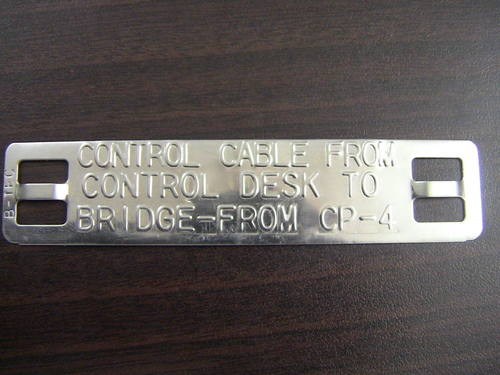 CONTROL CABLE FROM
CONTROL DESK TO
BRIDGE-FROM CP-4